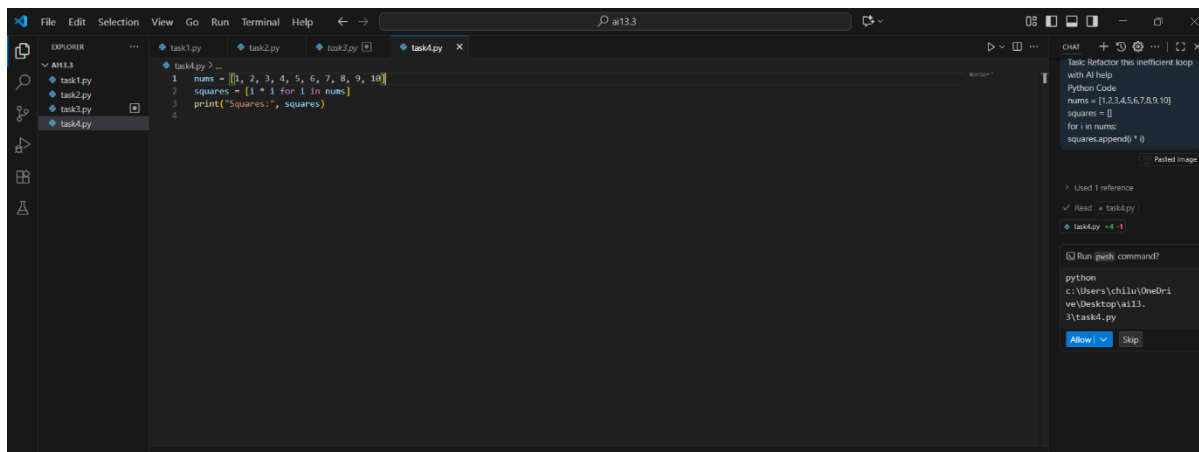 File Edit Selection View Go Run Terminal Help
ai13.3
EXPLORER
AI13.3
task1.py
task2.py
task3.py
task4.py
task1.py task2.py task3.py task4.py
task4.py > ...
1 nums = [1, 2, 3, 4, 5, 6, 7, 8, 9, 10]
2 squares = [i * i for i in nums]
3 print("Squares:", squares)
4
CHAT
Task: Refactor this inefficient loop
with AI help
Python Code
nums = [1,2,3,4,5,6,7,8,9,10]
squares = []
for i in nums:
squares.append(i * i)
Pasted Image
Used 1 reference
Read task4.py
task4.py +4 -1
Run pwsh command?
python
c:\Users\chilu\OneDri
ve\Desktop\ai13.
3\task4.py
Allow Skip